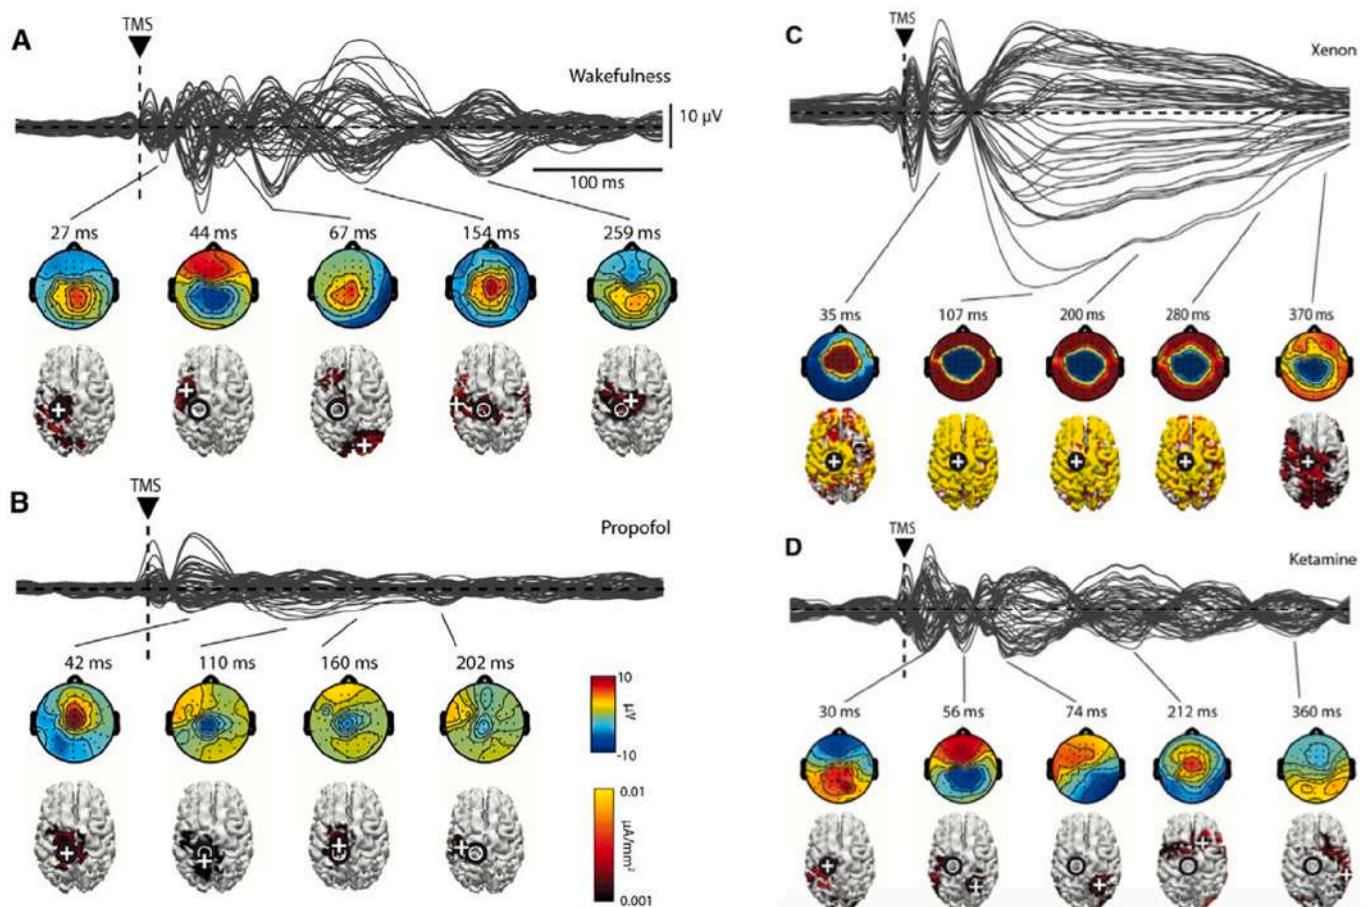 A
TMS
Wakefulness
10 μV
100 ms
27 ms
44 ms
67 ms
154 ms
259 ms
B
TMS
Propofol
42 ms
110 ms
160 ms
202 ms
10
μV
-10
0.01
μA/mm²
0.001
C
TMS
Xenon
35 ms
107 ms
200 ms
280 ms
370 ms
D
TMS
Ketamine
30 ms
56 ms
74 ms
212 ms
360 ms